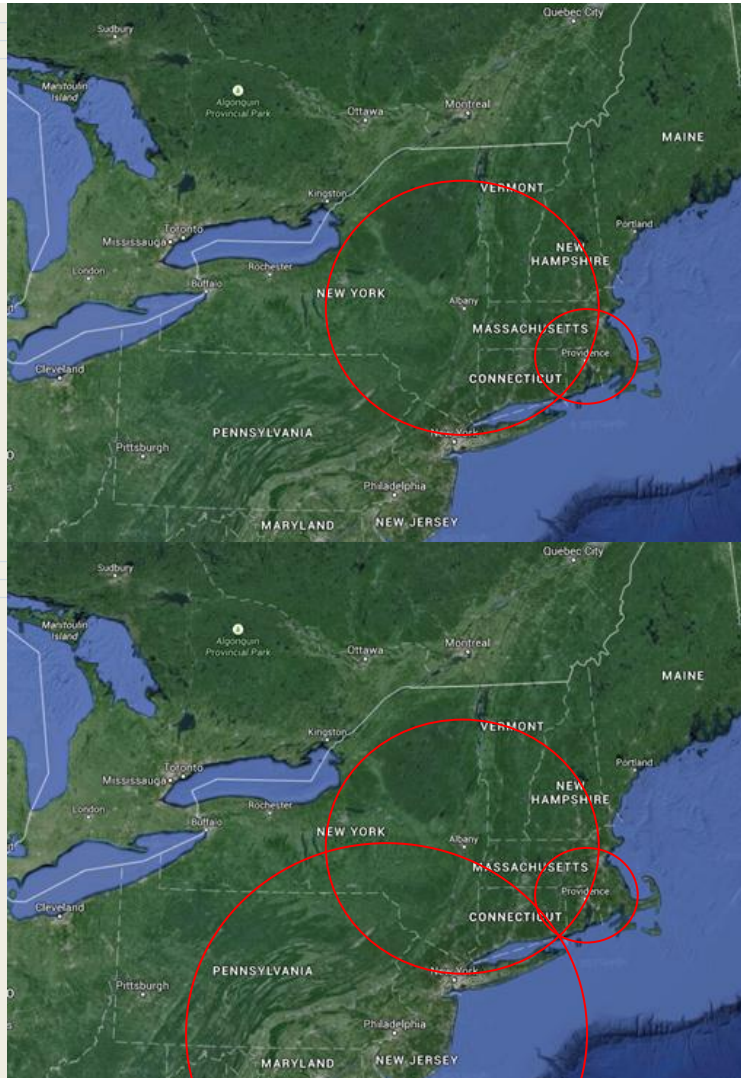 Quebec City
Sudbury
Manitoulin
Island
Algonquin
Provincial Park
Ottawa
Montreal
MAINE
VERMONT
Kingston
Portland
Toronto
Mississauga
NEW
HAMPSHIRE
London
Rochester
Buffalo
NEW YORK
Albany
MASSACHUSETTS
Providence
Cleveland
CONNECTICUT
PENNSYLVANIA
New York
Pittsburgh
Philadelphia
MARYLAND
NEW JERSEY
Quebec City
Sudbury
Manitoulin
Island
Algonquin
Provincial Park
Ottawa
Montreal
MAINE
VERMONT
Kingston
Portland
Toronto
Mississauga
NEW
HAMPSHIRE
London
Rochester
Buffalo
NEW YORK
Albany
MASSACHUSETTS
Providence
Cleveland
CONNECTICUT
PENNSYLVANIA
New York
Pittsburgh
Philadelphia
MARYLAND
NEW JERSEY